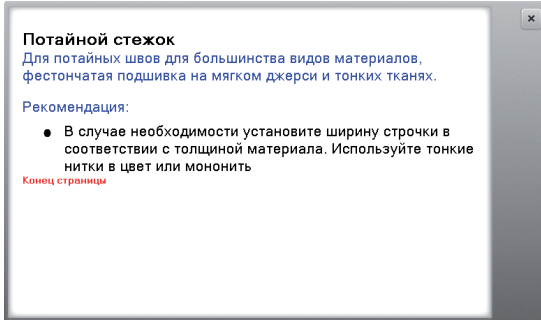 Потайной стежок
Для потайных швов для большинства видов материалов,
фестончатая подшивка на мягком джерси и тонких тканях.
Рекомендация:
● В случае необходимости установите ширину строчки в
соответствии с толщиной материала. Используйте тонкие
нитки в цвет или мононить
Конец страницы